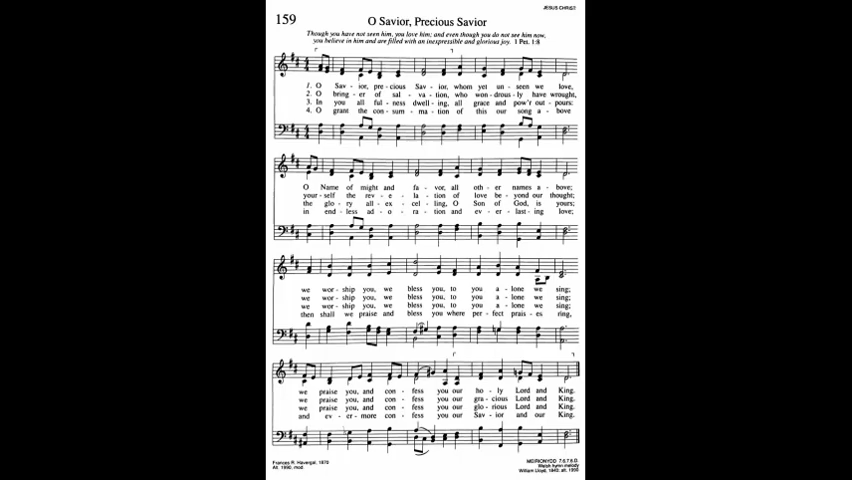 JESUS CHRIST
159
O Savior, Precious Savior
Though you have not seen him, you love him; and even though you do not see him now,
you believe in him and are filled with an inexpressible and glorious joy. 1 Pet. 1:8
1. O Sav - ior, pre - cious Sav - ior, whom yet un - seen we love,
2. O bring - er of sal - va - tion, who won - drous - ly have wrought,
3. In you all ful - ness dwell - ing, all grace and pow'r out - pours:
4. O grant the con - sum - ma - tion of this our song a - bove
O Name of might and fa - vor, all oth - er names a - bove;
your - self the rev - e - la - tion of love be - yond our thought;
the glo - ry all - ex - cel - ling, O Son of God, is yours;
in end - less ad - o - ra - tion and ev - er - last - ing love;
we wor - ship you, we bless you, to you a - lone we sing;
we wor - ship you, we bless you, to you a - lone we sing;
we wor - ship you, we bless you, to you a - lone we sing;
then shall we praise and bless you where per - fect prais - es ring,
we praise you, and con - fess you our ho - ly Lord and King.
we praise you, and con - fess you our gra - cious Lord and King.
we praise you, and con - fess you our glo - rious Lord and King.
and ev - er - more con - fess you our Sav - ior and our King.
Frances R. Havergal, 1870
Alt. 1990, mod.
MEIRIONYDD 7.6.7.6.D.
Welsh hymn melody
William Lloyd, 1840; alt. 1990